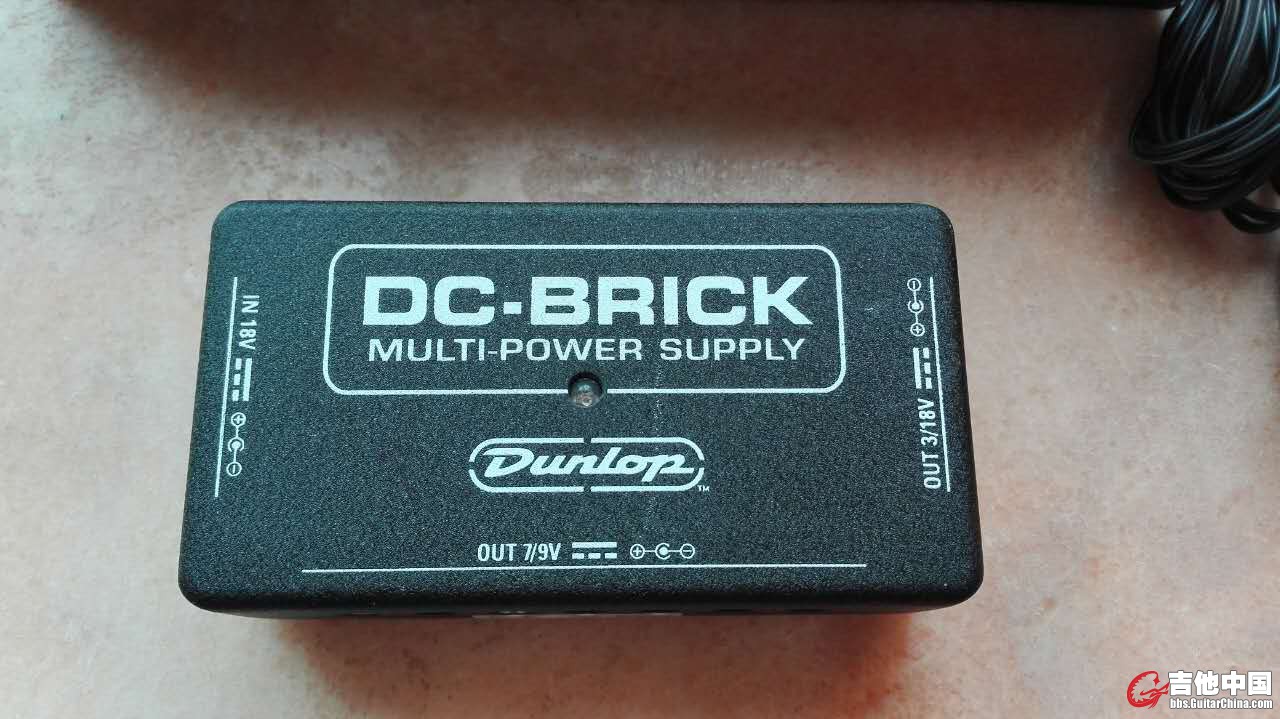 DC-BRICK
MULTI-POWER SUPPLY
IN 18V
OUT 3/18V
Dunlop™
OUT 7/9V
吉他中国
bbs.GuitarChina.com